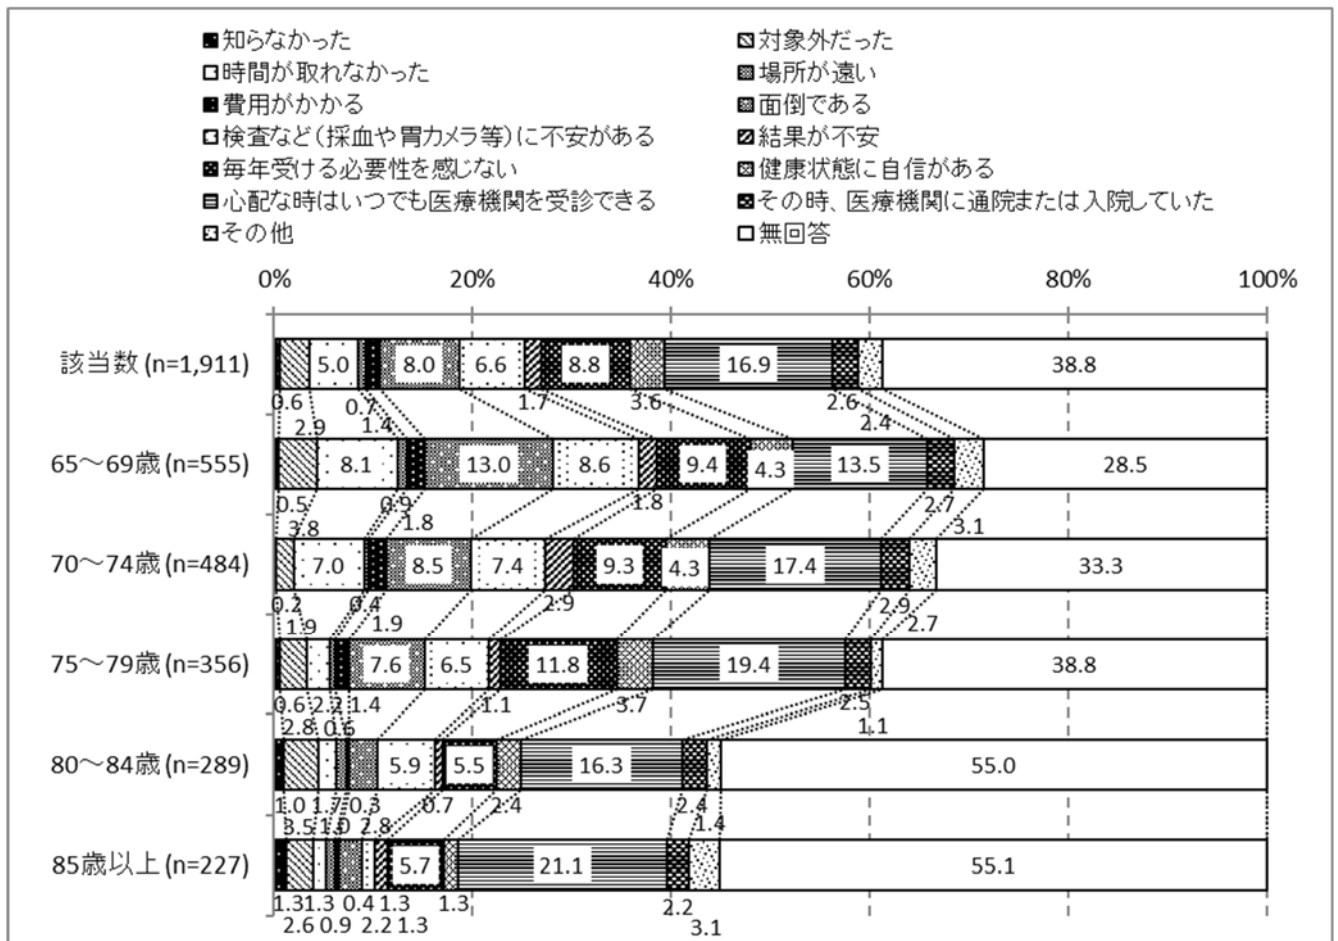 知らなかった 対象外だった
時間が取れなかった 場所が遠い
費用がかかる 面倒である
検査など(採血や胃カメラ等)に不安がある 結果が不安
毎年受ける必要性を感じない 健康状態に自信がある
心配な時はいつでも医療機関を受診できる その時、医療機関に通院または入院していた
その他 無回答
0% 20% 40% 60% 80% 100%
該当数 (n=1,911) 5.0 8.0 6.6 8.8 16.9 38.8
0.6 0.7 1.7 3.6 2.6
2.9 1.4 2.4
65～69歳 (n=555) 8.1 13.0 8.6 9.4 4.3 13.5 28.5
0.5 0.9 1.8 2.7
3.8 1.8 3.1
70～74歳 (n=484) 7.0 8.5 7.4 9.3 4.3 17.4 33.3
0.2 0.4 2.9 2.9
1.9 1.9 2.7
75～79歳 (n=356) 7.6 6.5 11.8 19.4 38.8
0.6 2.2 1.4 1.1 3.7 2.5
2.8 0.6 1.1
80～84歳 (n=289) 5.9 5.5 16.3 55.0
1.0 1.7 0.3 0.7 2.4 2.4
3.5 2.8 1.4
85歳以上 (n=227) 5.7 21.1 55.1
1.3 1.3 0.4 1.3 1.3 2.2
2.6 0.9 2.2 1.3 3.1